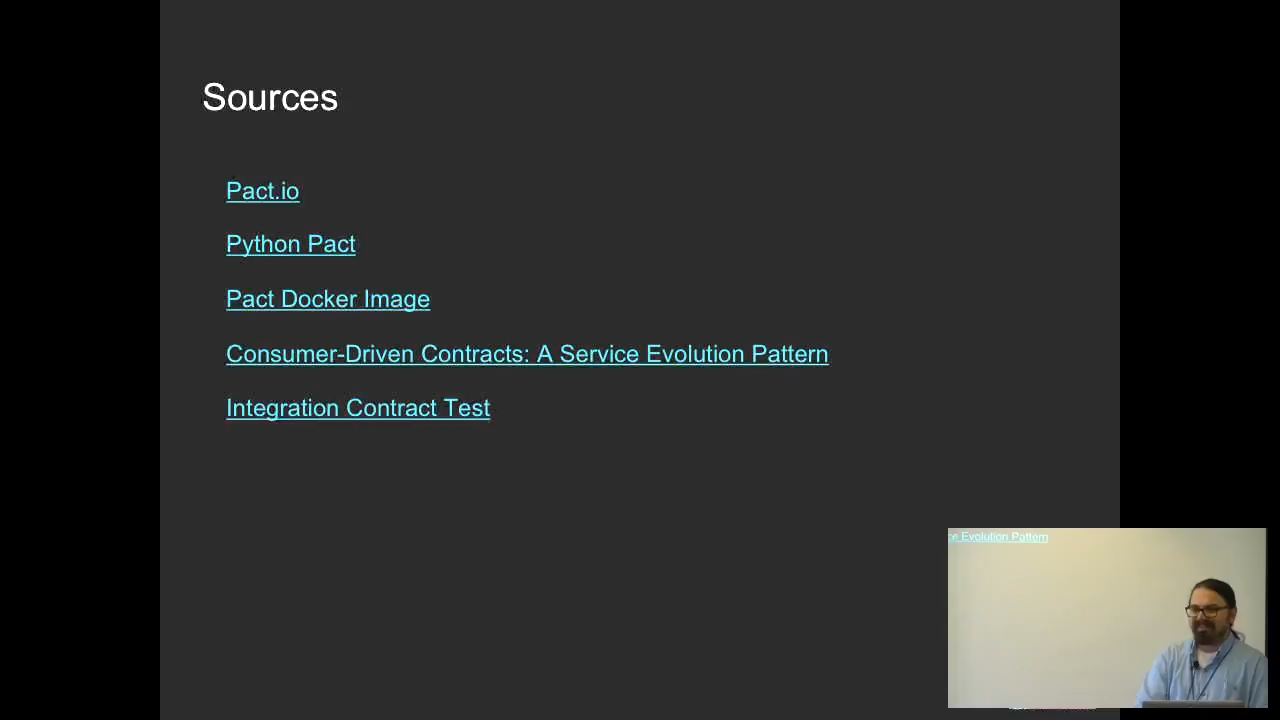 Sources
Pact.io
Python Pact
Pact Docker Image
Consumer-Driven Contracts: A Service Evolution Pattern
Integration Contract Test
ce Evolution Pattern